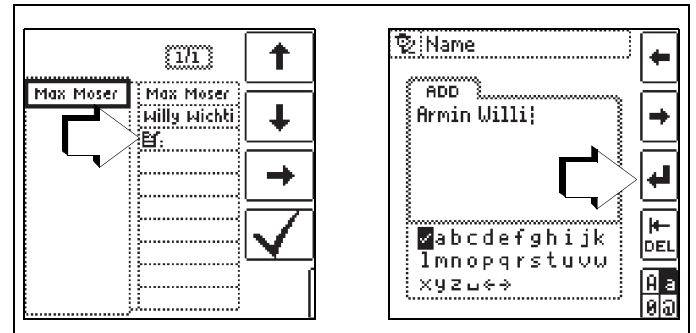 1/1
Max Moser
Max Moser
Willy Wichti
Name
ADD
Armin Willi
abcdefghijk
lmnopqrstuvw
xyz
DEL
A a
0 @